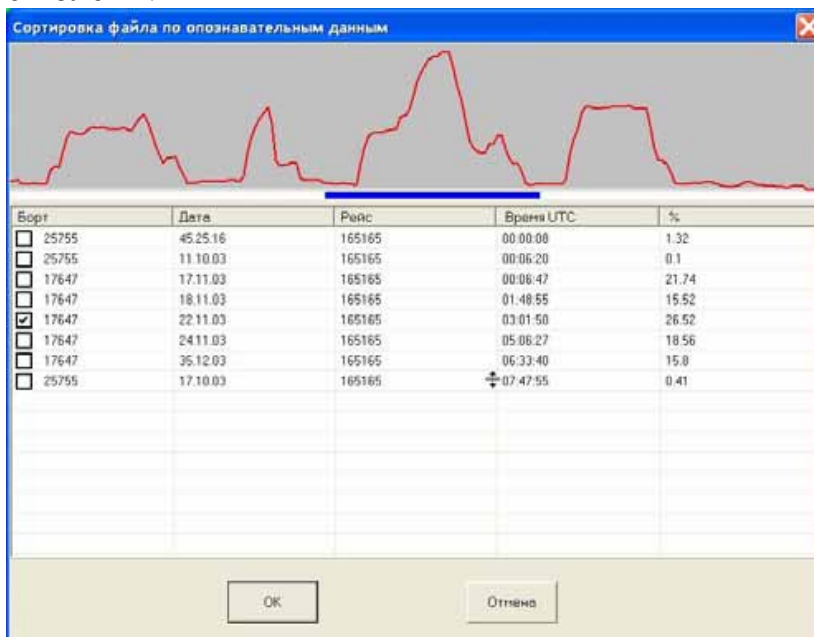 Сортировка файла по опознавательным данным
Борт Дата Рейс Время UTC %
25755 45.25.16 165165 00:00:08 1.32
25755 11.10.03 165165 00:06:20 0.1
17647 17.11.03 165165 00:06:47 21.74
17647 18.11.03 165165 01:48:55 15.52
17647 22.11.03 165165 03:01:50 26.52
17647 24.11.03 165165 05:06:27 18.56
17647 35.12.03 165165 06:33:40 15.8
25755 17.10.03 165165 07:47:55 0.41
OK Отмена